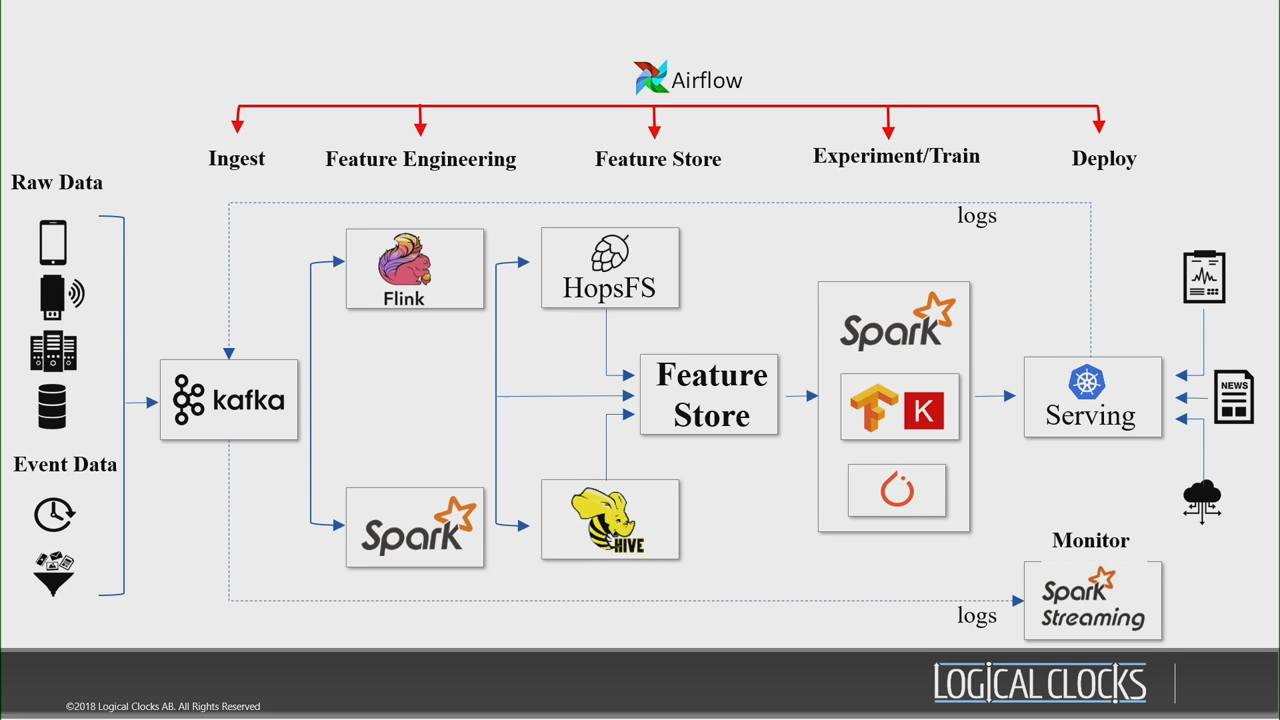 Airflow
Ingest
Feature Engineering
Feature Store
Experiment/Train
Deploy
Raw Data
logs
Flink
HopsFS
Spark
Feature
Store
kafka
K
NEWS
Serving
Event Data
Spark
HIVE
Monitor
Spark
Streaming
logs
LOGICAL CLOCKS
©2018 Logical Clocks AB. All Rights Reserved